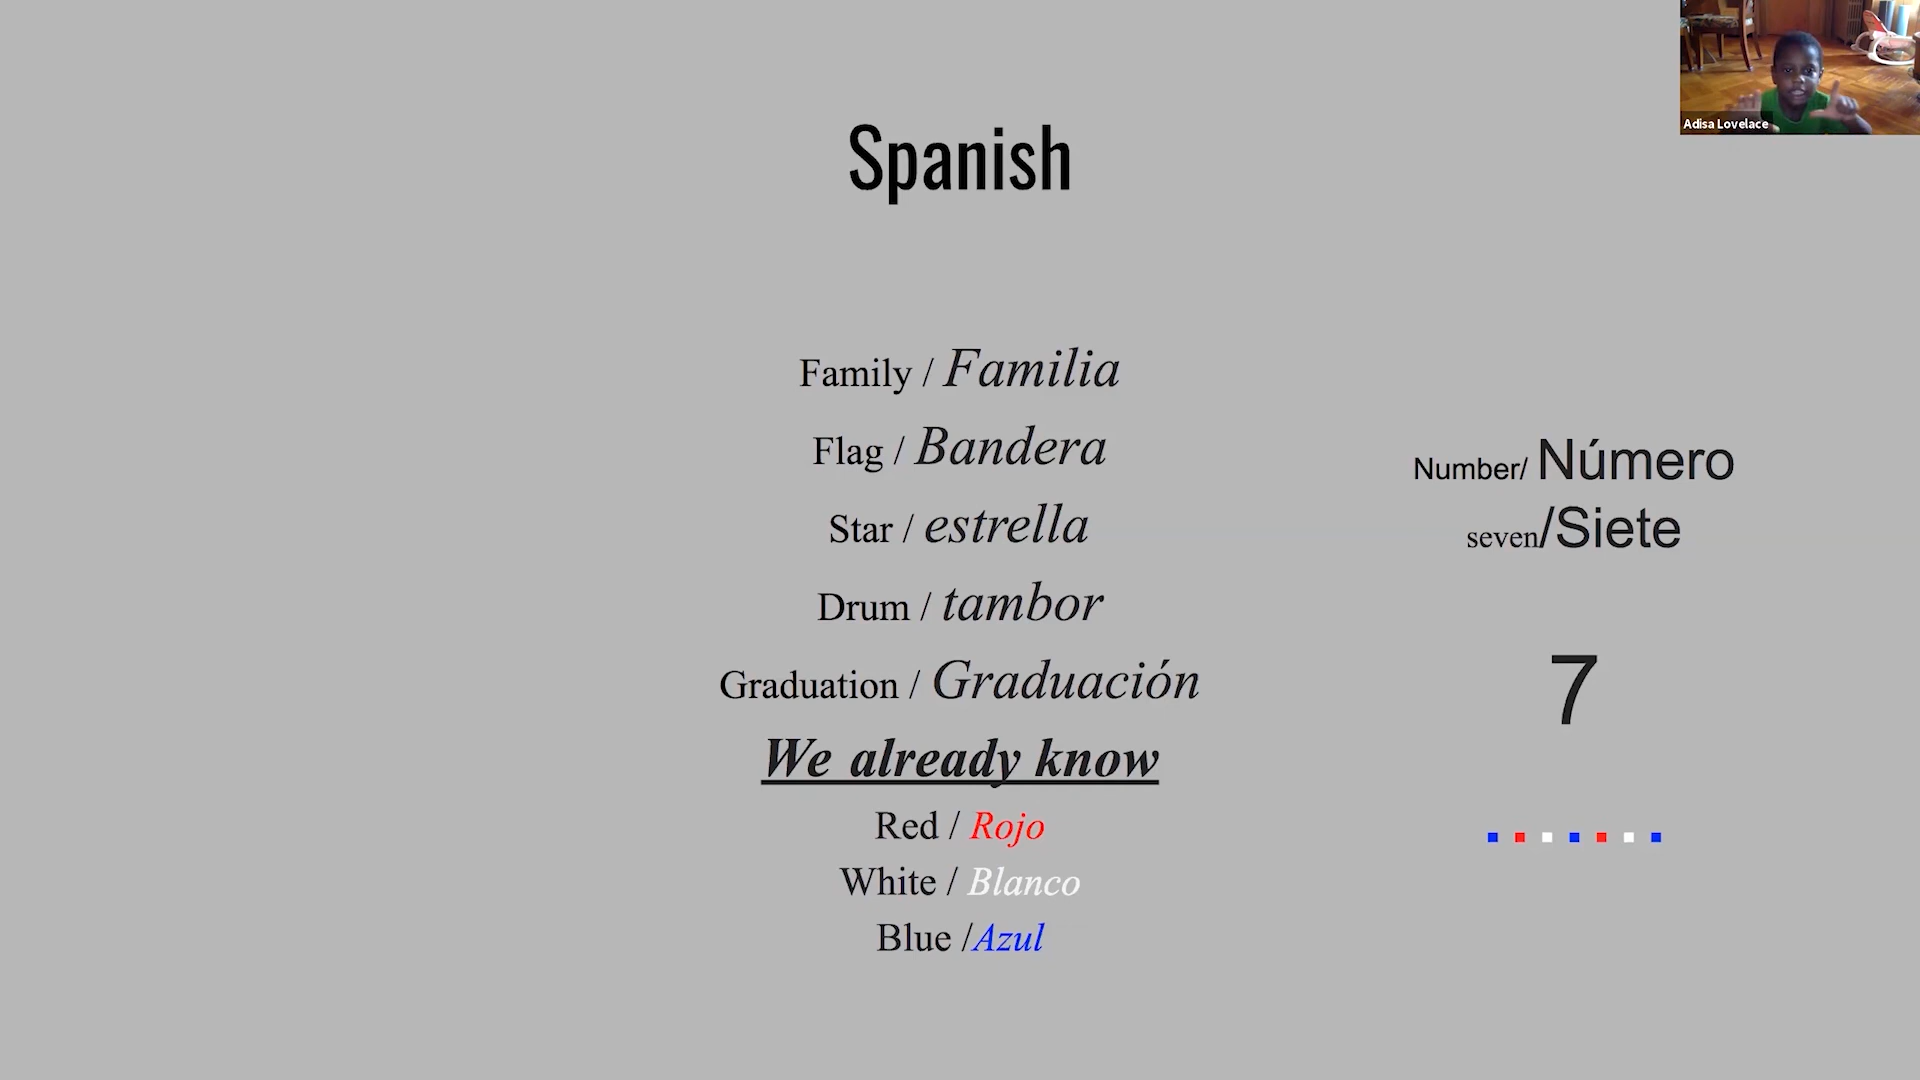 Spanish
Family / Familia
Flag / Bandera
Star / estrella
Drum / tambor
Graduation / Graduación
We already know
Red / Rojo
White / Blanco
Blue /Azul
Number/ Número
seven/Siete
7
Adisa Lovelace